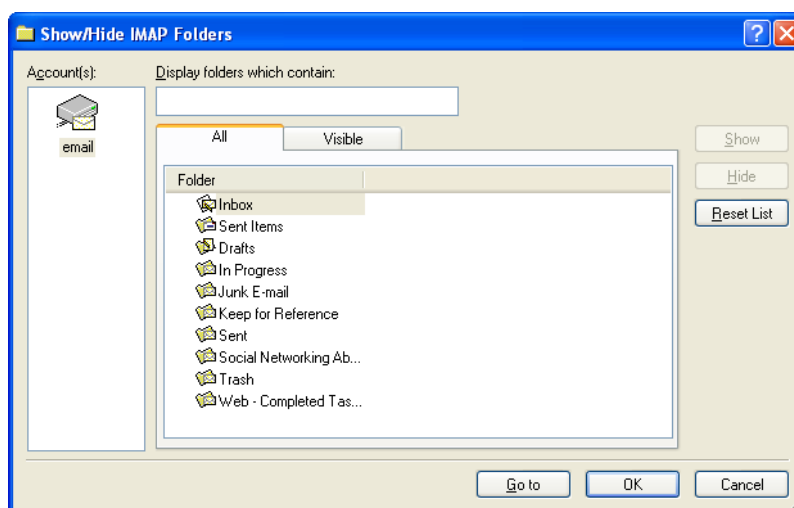 Show/Hide IMAP Folders
Account(s):
Display folders which contain:
email
All
Visible
Show
Hide
Reset List
Folder
Inbox
Sent Items
Drafts
In Progress
Junk E-mail
Keep for Reference
Sent
Social Networking Ab...
Trash
Web - Completed Tas...
Go to
OK
Cancel